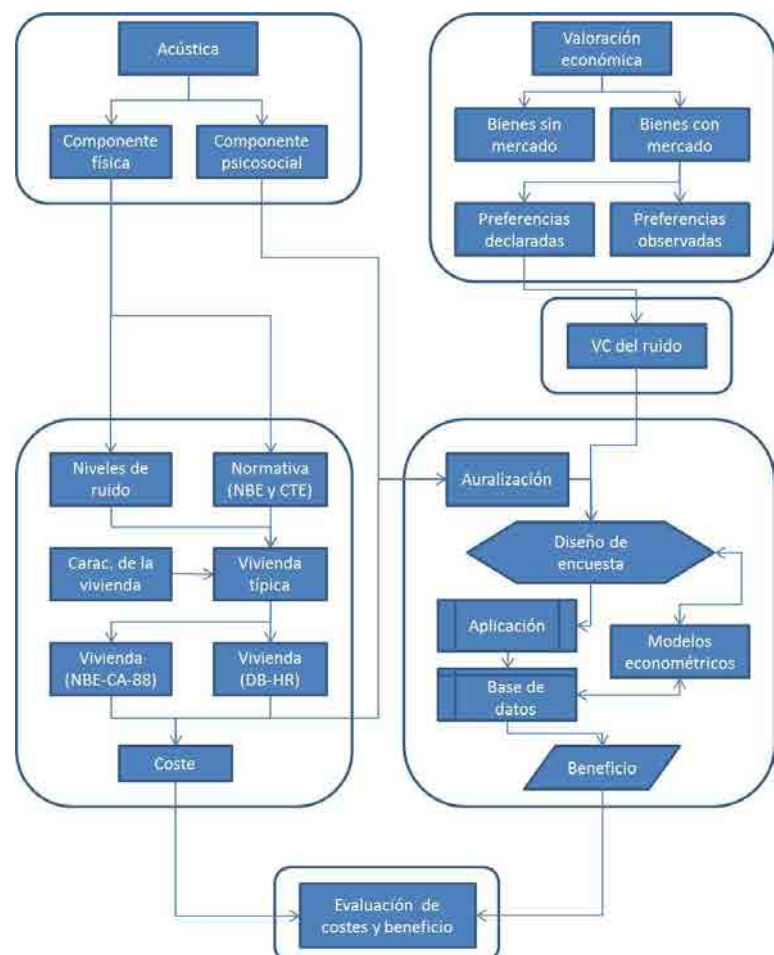 Acústica
Componente
física
Componente
psicosocial
Valoración
económica
Bienes sin
mercado
Bienes con
mercado
Preferencias
declaradas
Preferencias
observadas
VC del ruido
Niveles de
ruido
Normativa
(NBE y CTE)
Carac. de la
vivienda
Vivienda
típica
Vivienda
(NBE-CA-88)
Vivienda
(DB-HR)
Coste
Auralización
Diseño de
encuesta
Aplicación
Modelos
econométricos
Base de
datos
Beneficio
Evaluación de
costes y beneficio